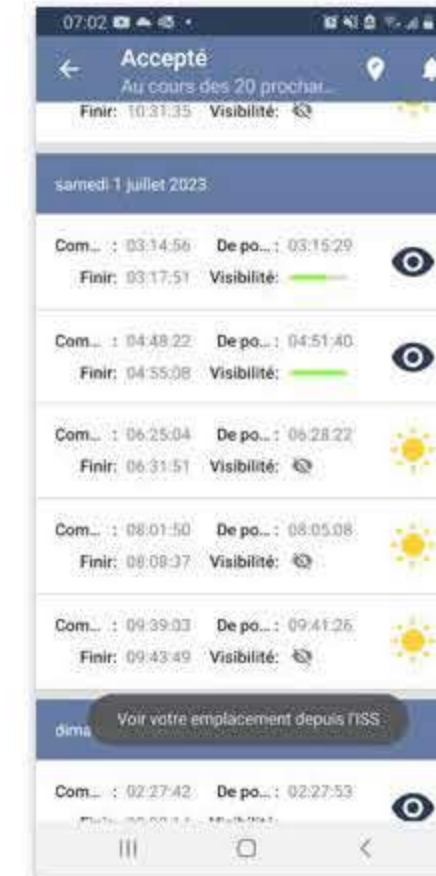 07:02
Accepté
Au cours des 20 prochai...
Finir: 10:31:35 Visibilité:
samedi 1 juillet 2023
Com... : 03:14:56 De po... : 03:15:29
Finir: 03:17:51 Visibilité:
Com... : 04:48:22 De po... : 04:51:40
Finir: 04:55:08 Visibilité:
Com... : 06:25:04 De po... : 06:28:22
Finir: 06:31:51 Visibilité:
Com... : 08:01:50 De po... : 08:05:08
Finir: 08:08:37 Visibilité:
Com... : 09:39:03 De po... : 09:41:26
Finir: 09:43:49 Visibilité:
dima
Voir votre emplacement depuis l'ISS
Com... : 02:27:42 De po... : 02:27:53